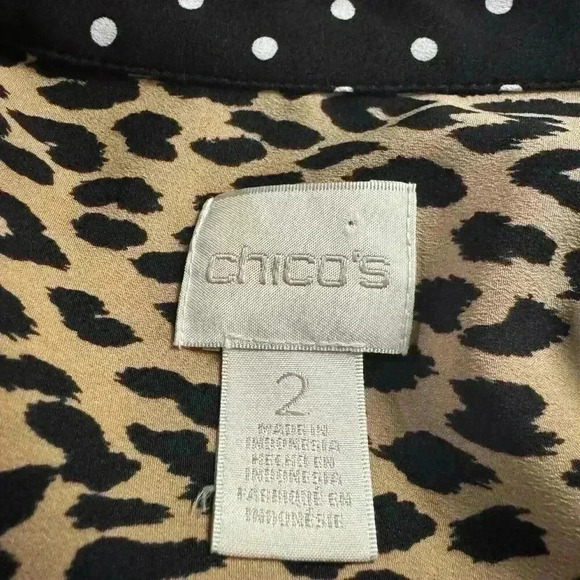 chico's
2
MADE IN
INDONESIA
HECHO EN
INDONESIA
FABRIQUÉ EN
INDONÉSIE